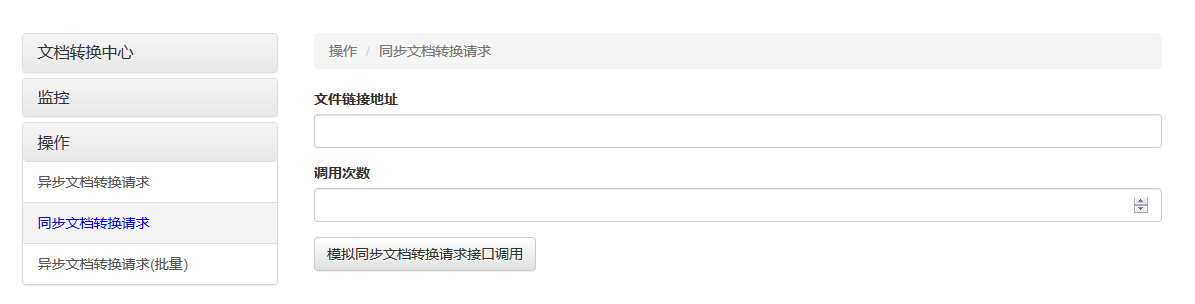 文档转换中心
监控
操作
异步文档转换请求
同步文档转换请求
异步文档转换请求(批量)
操作 / 同步文档转换请求
文件链接地址
调用次数
模拟同步文档转换请求接口调用